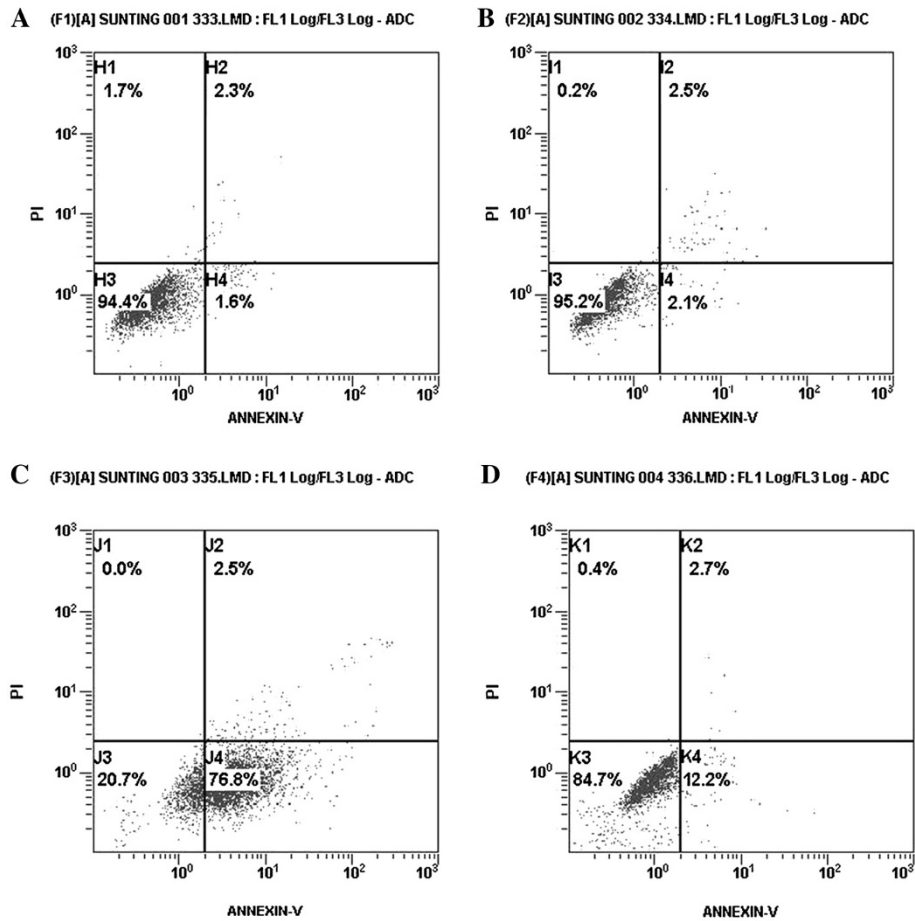 A (F1)[A] SUNTING 001 333.LMD : FL1 Log/FL3 Log - ADC
10³
H1
1.7%
H2
2.3%
10²
PI
10¹
H3
94.4%
H4
1.6%
10⁰
10⁰ 10¹ 10² 10³
ANNEXIN-V
B (F2)[A] SUNTING 002 334.LMD : FL1 Log/FL3 Log - ADC
10³
I1
0.2%
I2
2.5%
10²
PI
10¹
I3
95.2%
I4
2.1%
10⁰
10⁰ 10¹ 10² 10³
ANNEXIN-V
C (F3)[A] SUNTING 003 335.LMD : FL1 Log/FL3 Log - ADC
10³
J1
0.0%
J2
2.5%
10²
PI
10¹
J3
20.7%
J4
76.8%
10⁰
10⁰ 10¹ 10² 10³
ANNEXIN-V
D (F4)[A] SUNTING 004 336.LMD : FL1 Log/FL3 Log - ADC
10³
K1
0.4%
K2
2.7%
10²
PI
10¹
K3
84.7%
K4
12.2%
10⁰
10⁰ 10¹ 10² 10³
ANNEXIN-V